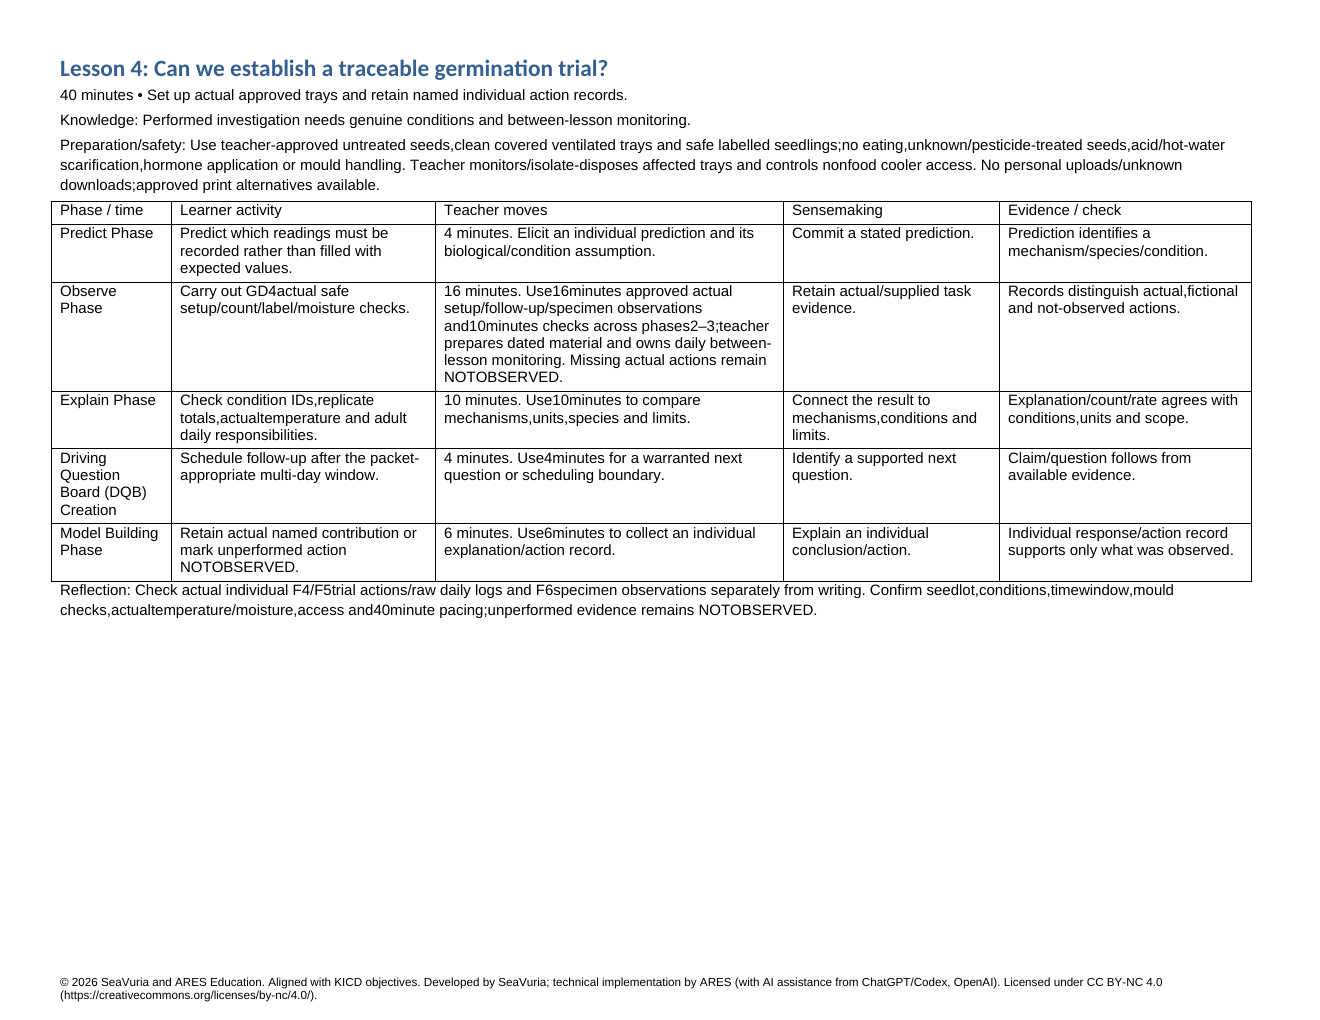 Lesson 4: Can we establish a traceable germination trial?
40 minutes • Set up actual approved trays and retain named individual action records.
Knowledge: Performed investigation needs genuine conditions and between-lesson monitoring.
Preparation/safety: Use teacher-approved untreated seeds,clean covered ventilated trays and safe labelled seedlings;no eating,unknown/pesticide-treated seeds,acid/hot-water
scarification,hormone application or mould handling. Teacher monitors/isolate-disposes affected trays and controls nonfood cooler access. No personal uploads/unknown
downloads;approved print alternatives available.
Phase / time
Learner activity
Teacher moves
Sensemaking
Evidence / check
Predict Phase
Predict which readings must be
recorded rather than filled with
expected values.
4 minutes. Elicit an individual prediction and its
biological/condition assumption.
Commit a stated prediction.
Prediction identifies a
mechanism/species/condition.
Observe
Phase
Carry out GD4actual safe
setup/count/label/moisture checks.
16 minutes. Use16minutes approved actual
setup/follow-up/specimen observations
and10minutes checks across phases2–3;teacher
prepares dated material and owns daily between-
lesson monitoring. Missing actual actions remain
NOTOBSERVED.
Retain actual/supplied task
evidence.
Records distinguish actual,fictional
and not-observed actions.
Explain Phase
Check condition IDs,replicate
totals,actualtemperature and adult
daily responsibilities.
10 minutes. Use10minutes to compare
mechanisms,units,species and limits.
Connect the result to
mechanisms,conditions and
limits.
Explanation/count/rate agrees with
conditions,units and scope.
Driving
Question
Board (DQB)
Creation
Schedule follow-up after the packet-
appropriate multi-day window.
4 minutes. Use4minutes for a warranted next
question or scheduling boundary.
Identify a supported next
question.
Claim/question follows from
available evidence.
Model Building
Phase
Retain actual named contribution or
mark unperformed action
NOTOBSERVED.
6 minutes. Use6minutes to collect an individual
explanation/action record.
Explain an individual
conclusion/action.
Individual response/action record
supports only what was observed.
Reflection: Check actual individual F4/F5trial actions/raw daily logs and F6specimen observations separately from writing. Confirm seedlot,conditions,timewindow,mould
checks,actualtemperature/moisture,access and40minute pacing;unperformed evidence remains NOTOBSERVED.
© 2026 SeaVuria and ARES Education. Aligned with KICD objectives. Developed by SeaVuria; technical implementation by ARES (with AI assistance from ChatGPT/Codex, OpenAI). Licensed under CC BY-NC 4.0
(https://creativecommons.org/licenses/by-nc/4.0/).